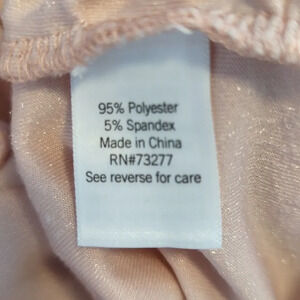 95% Polyester
5% Spandex
Made in China
RN#73277
See reverse for care